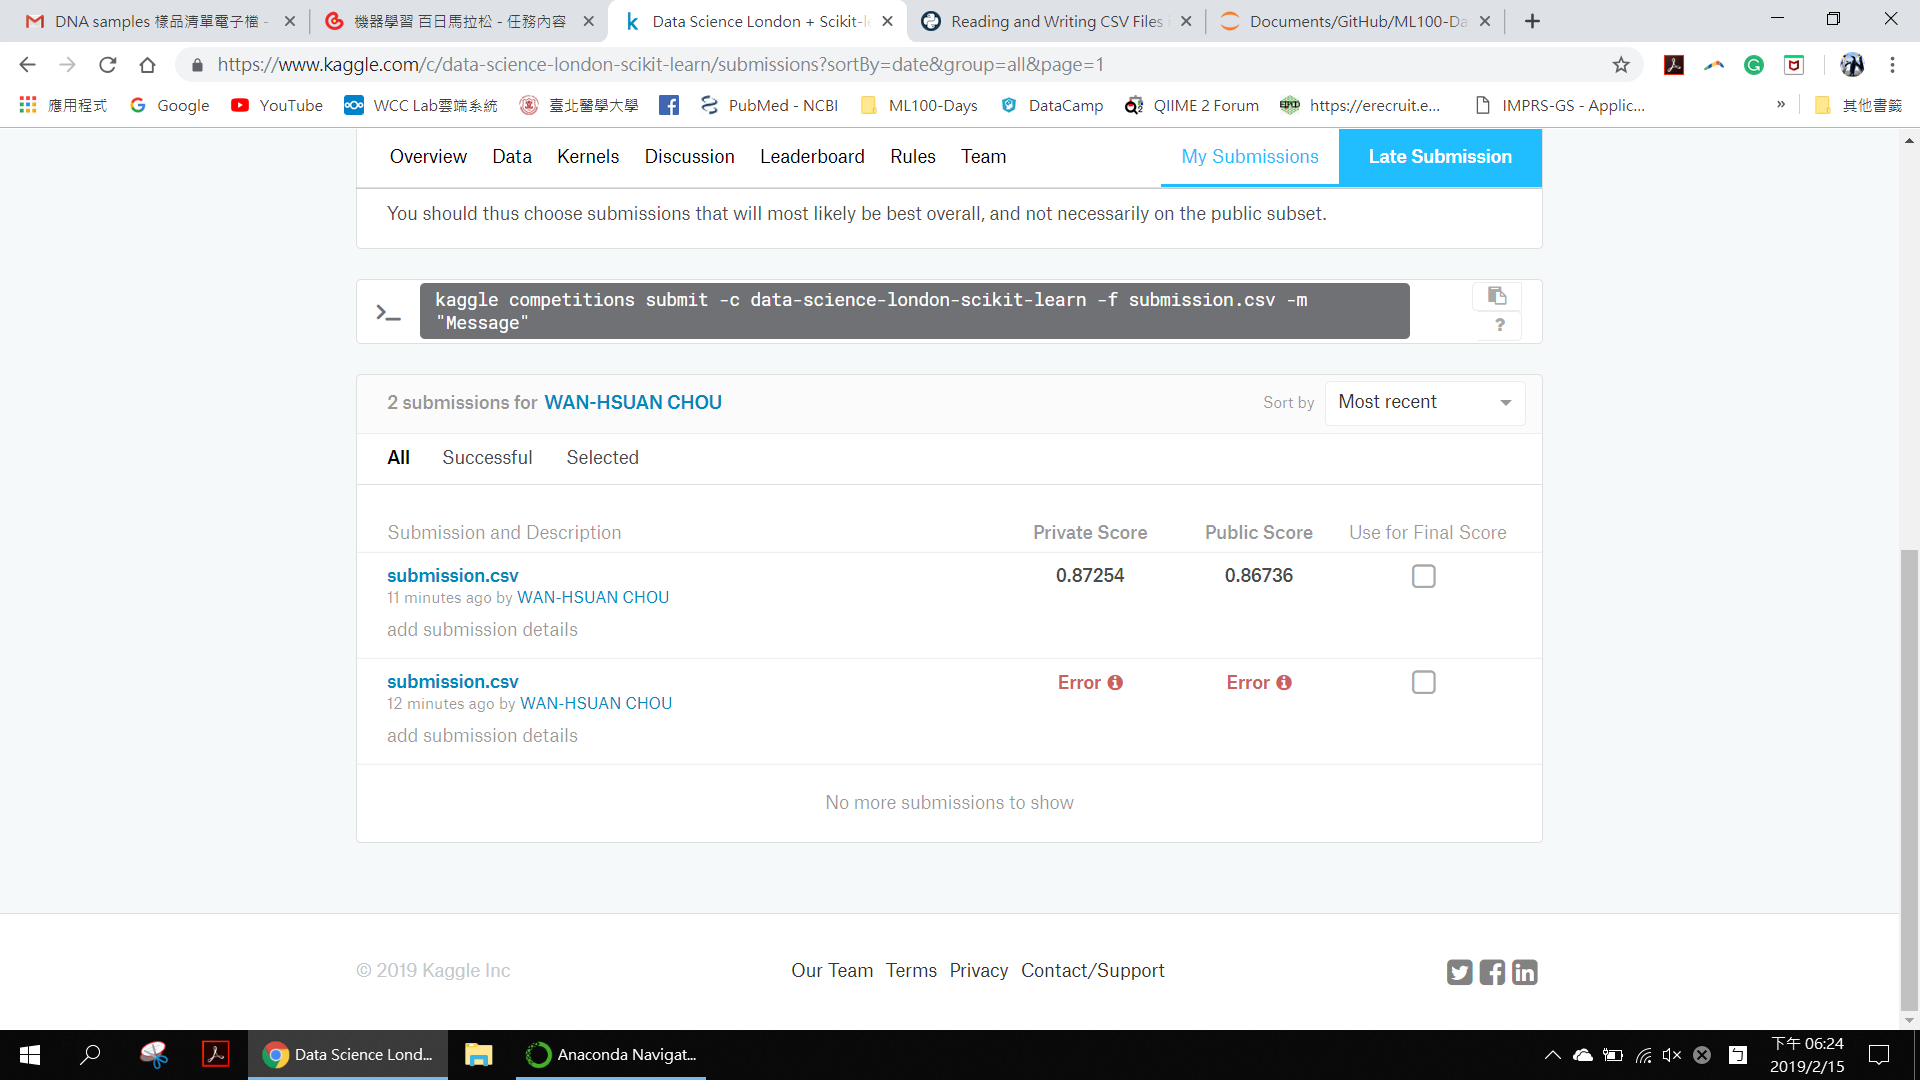 DNA samples 樣品清單電子檔 -
機器學習 百日馬拉松 - 任務內容
Data Science London + Scikit-le
Reading and Writing CSV Files i
Documents/GitHub/ML100-Da
https://www.kaggle.com/c/data-science-london-scikit-learn/submissions?sortBy=date&group=all&page=1
應用程式
Google
YouTube
WCC Lab雲端系統
臺北醫學大學
PubMed - NCBI
ML100-Days
DataCamp
QIIME 2 Forum
https://erecruit.e...
IMPRS-GS - Applic...
»
其他書籤
Overview Data Kernels Discussion Leaderboard Rules Team My Submissions Late Submission
You should thus choose submissions that will most likely be best overall, and not necessarily on the public subset.
kaggle competitions submit -c data-science-london-scikit-learn -f submission.csv -m
"Message"
?
2 submissions for WAN-HSUAN CHOU
Sort by Most recent
All Successful Selected
Submission and Description Private Score Public Score Use for Final Score
submission.csv 0.87254 0.86736
11 minutes ago by WAN-HSUAN CHOU
add submission details
submission.csv Error Error
12 minutes ago by WAN-HSUAN CHOU
add submission details
No more submissions to show
© 2019 Kaggle Inc
Our Team Terms Privacy Contact/Support
Data Science Lond...
Anaconda Navigat...
下午 06:24
2019/2/15